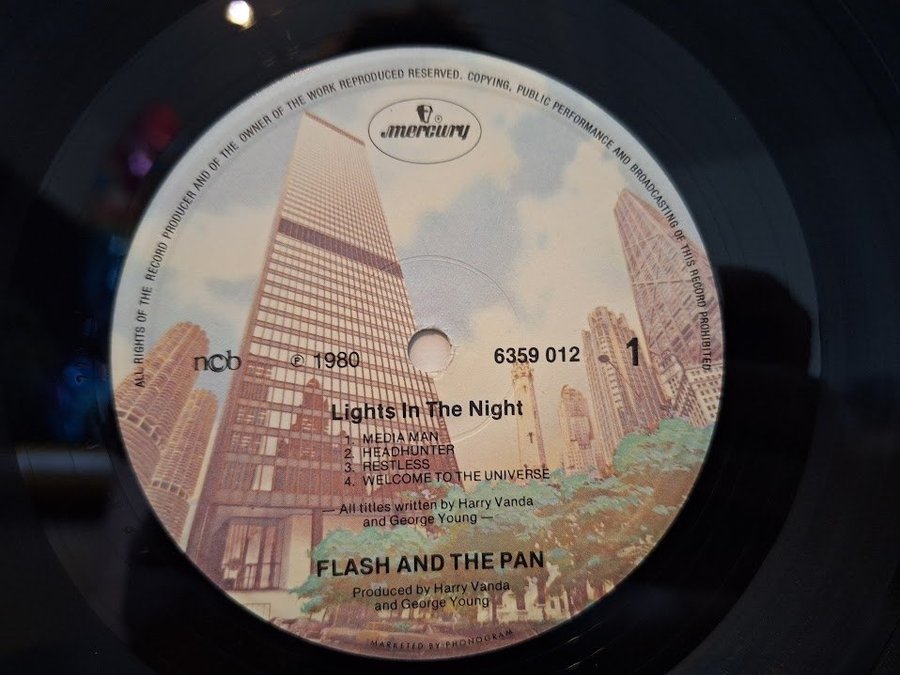 ALL RIGHTS OF THE RECORD PRODUCER AND OF THE OWNER OF THE WORK REPRODUCED RESERVED. COPYING, PUBLIC PERFORMANCE AND BROADCASTING OF THIS RECORD PROHIBITED
mercury ®
ncb ℗ 1980 6359 012 1
Lights In The Night
1. MEDIA MAN
2. HEADHUNTER
3. RESTLESS
4. WELCOME TO THE UNIVERSE
— All titles written by Harry Vanda
and George Young —
FLASH AND THE PAN
Produced by Harry Vanda
and George Young
MARKETED BY PHONOGRAM